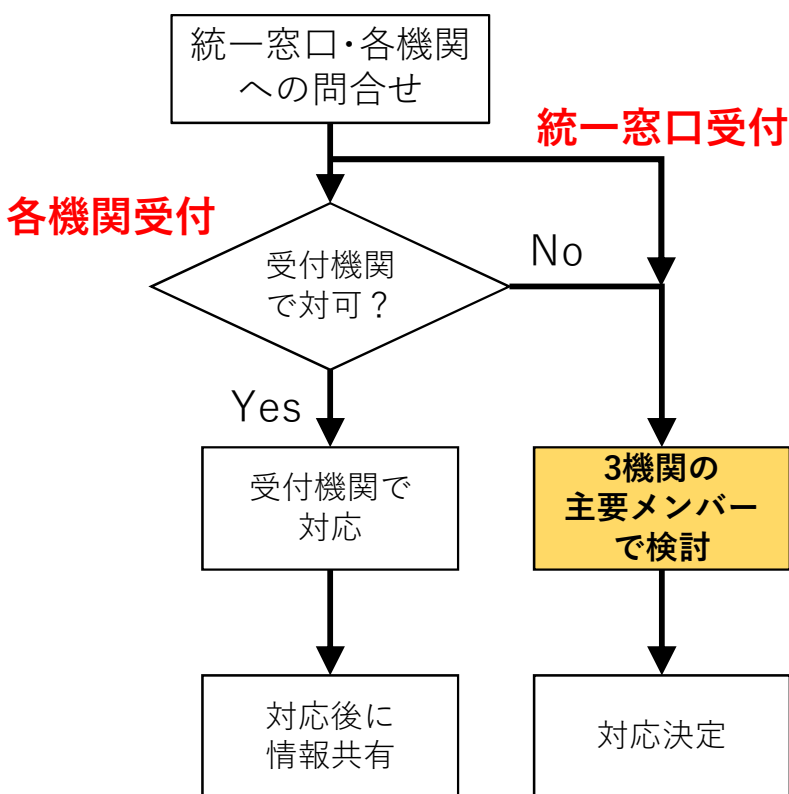 統一窓口・各機関
への問合せ
統一窓口受付
各機関受付
受付機関
で対可？
No
Yes
受付機関で
対応
3機関の
主要メンバー
で検討
対応後に
情報共有
対応決定